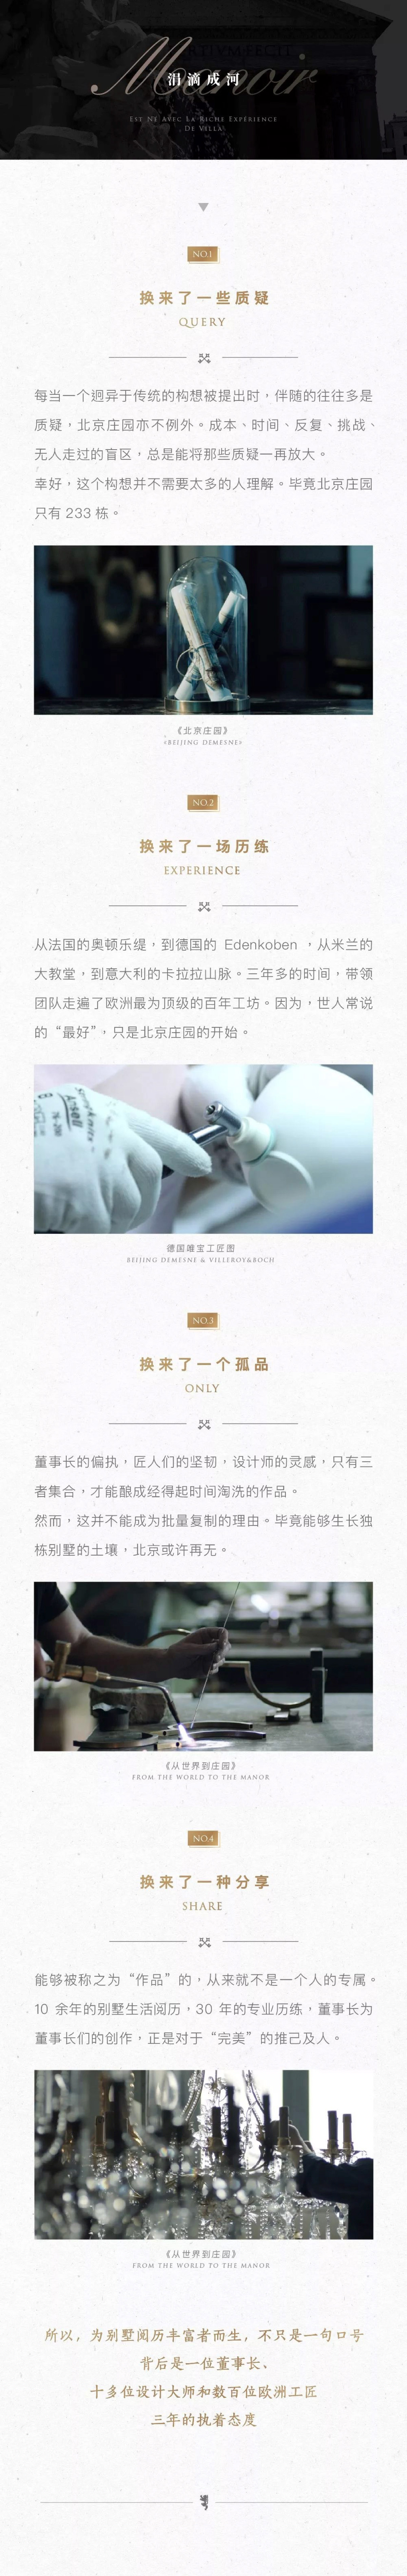 RTIVM·FECIT
Manoir
涓滴成河
Est Né Avec La Riche Expérience
De Villa
NO.1
换来了一些质疑
QUERY
每当一个迥异于传统的构想被提出时，伴随的往往多是
质疑，北京庄园亦不例外。成本、时间、反复、挑战、
无人走过的盲区，总是能将那些质疑一再放大。
幸好，这个构想并不需要太多的人理解。毕竟北京庄园
只有 233 栋。
《北京庄园》
«BEIJING DEMESNE»
NO.2
换来了一场历练
EXPERIENCE
从法国的奥顿乐缇，到德国的 Edenkoben ，从米兰的
大教堂，到意大利的卡拉拉山脉。三年多的时间，带领
团队走遍了欧洲最为顶级的百年工坊。因为，世人常说
的“最好”，只是北京庄园的开始。
Ansell
德国唯宝工匠图
BEIJING DEMESNE & VILLEROY&BOCH
NO.3
换来了一个孤品
ONLY
董事长的偏执，匠人们的坚韧，设计师的灵感，只有三
者集合，才能酿成经得起时间淘洗的作品。
然而，这并不能成为批量复制的理由。毕竟能够生长独
栋别墅的土壤，北京或许再无。
《从世界到庄园》
FROM THE WORLD TO THE MANOR
NO.4
换来了一种分享
SHARE
能够被称之为“作品”的，从来就不是一个人的专属。
10 余年的别墅生活阅历，30 年的专业历练，董事长为
董事长们的创作，正是对于“完美”的推己及人。
《从世界到庄园》
FROM THE WORLD TO THE MANOR
所以，为别墅阅历丰富者而生，不只是一句口号
背后是一位董事长、
十多位设计大师和数百位欧洲工匠
三年的执着态度